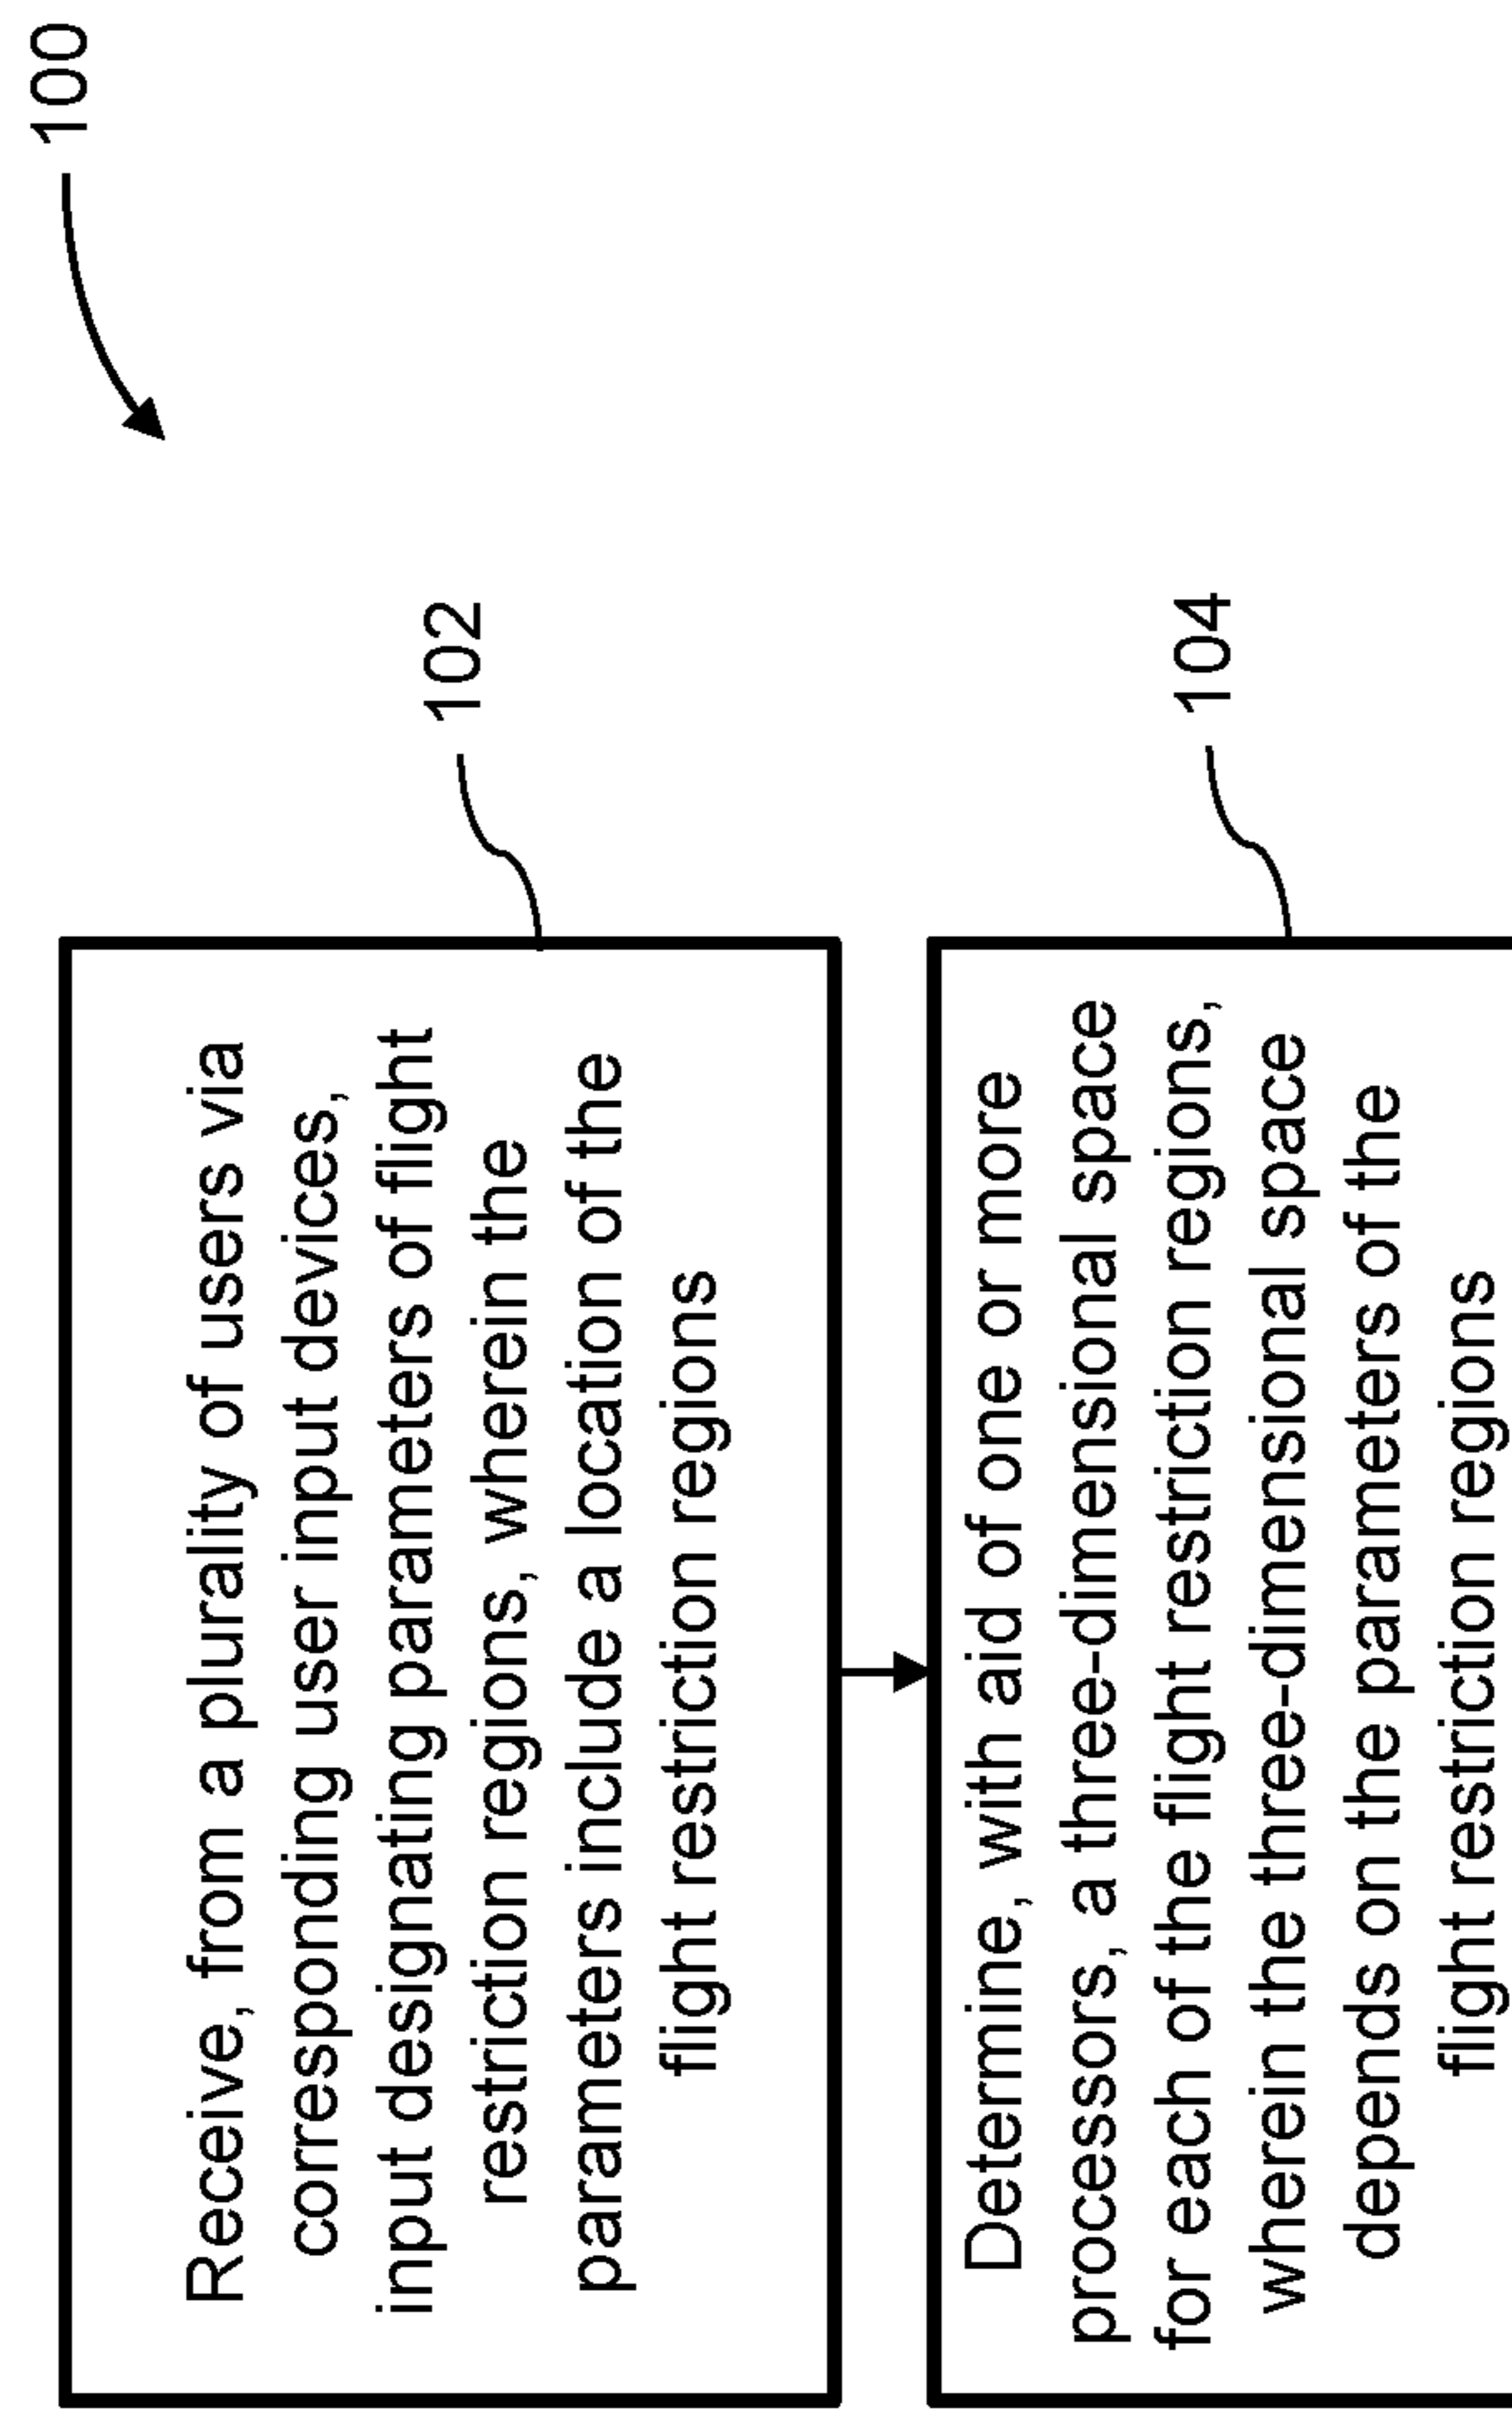 100
102
Receive, from a plurality of users via
corresponding user input devices,
input designating parameters of flight
restriction regions, wherein the
parameters include a location of the
flight restriction regions
104
Determine, with aid of one or more
processors, a three-dimensional space
for each of the flight restriction regions,
wherein the three-dimensional space
depends on the parameters of the
flight restriction regions